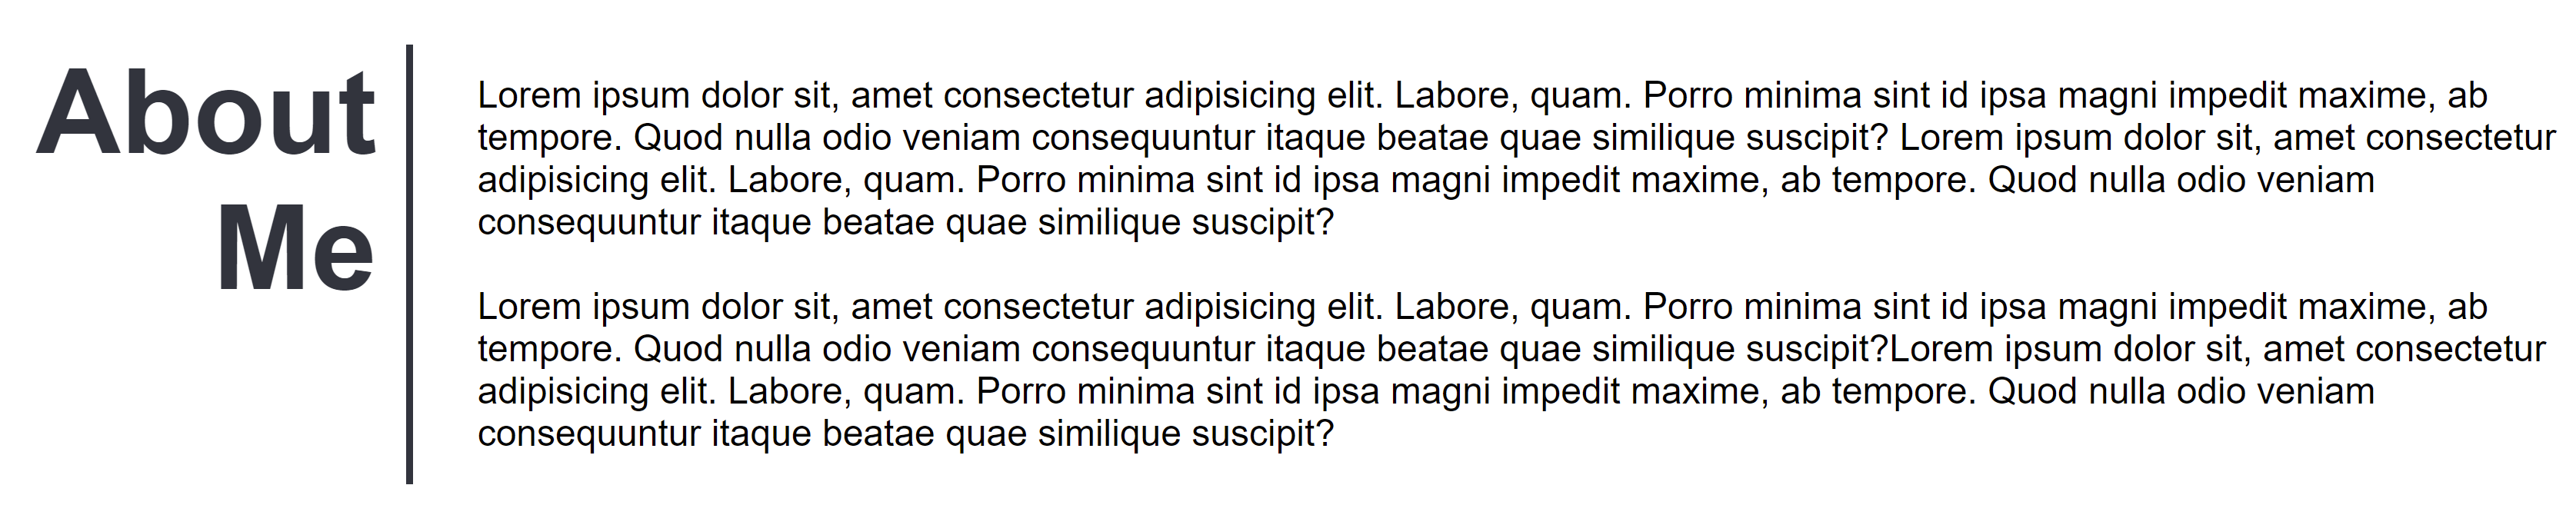 About
Me
Lorem ipsum dolor sit, amet consectetur adipisicing elit. Labore, quam. Porro minima sint id ipsa magni impedit maxime, ab
tempore. Quod nulla odio veniam consequuntur itaque beatae quae similique suscipit? Lorem ipsum dolor sit, amet consectetur
adipisicing elit. Labore, quam. Porro minima sint id ipsa magni impedit maxime, ab tempore. Quod nulla odio veniam
consequuntur itaque beatae quae similique suscipit?
Lorem ipsum dolor sit, amet consectetur adipisicing elit. Labore, quam. Porro minima sint id ipsa magni impedit maxime, ab
tempore. Quod nulla odio veniam consequuntur itaque beatae quae similique suscipit?Lorem ipsum dolor sit, amet consectetur
adipisicing elit. Labore, quam. Porro minima sint id ipsa magni impedit maxime, ab tempore. Quod nulla odio veniam
consequuntur itaque beatae quae similique suscipit?